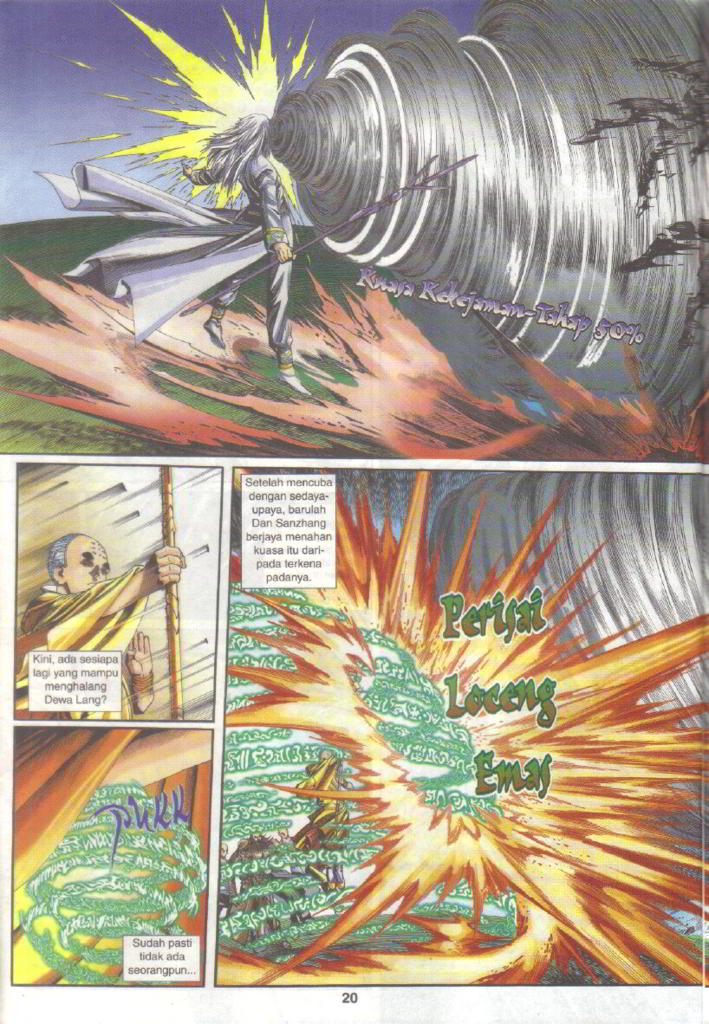 Kuasa Kekejaman-Tahap 50%
Kini, ada sesiapa
lagi yang mampu
menghalang
Dewa Lang?
Setelah mencuba
dengan sedaya-
upaya, barulah
Dan Sanzhang
berjaya menahan
kuasa itu dari-
pada terkena
padanya.
Perisai
Loceng
Emas
PUKK
Sudah pasti
tidak ada
seorangpun...
20